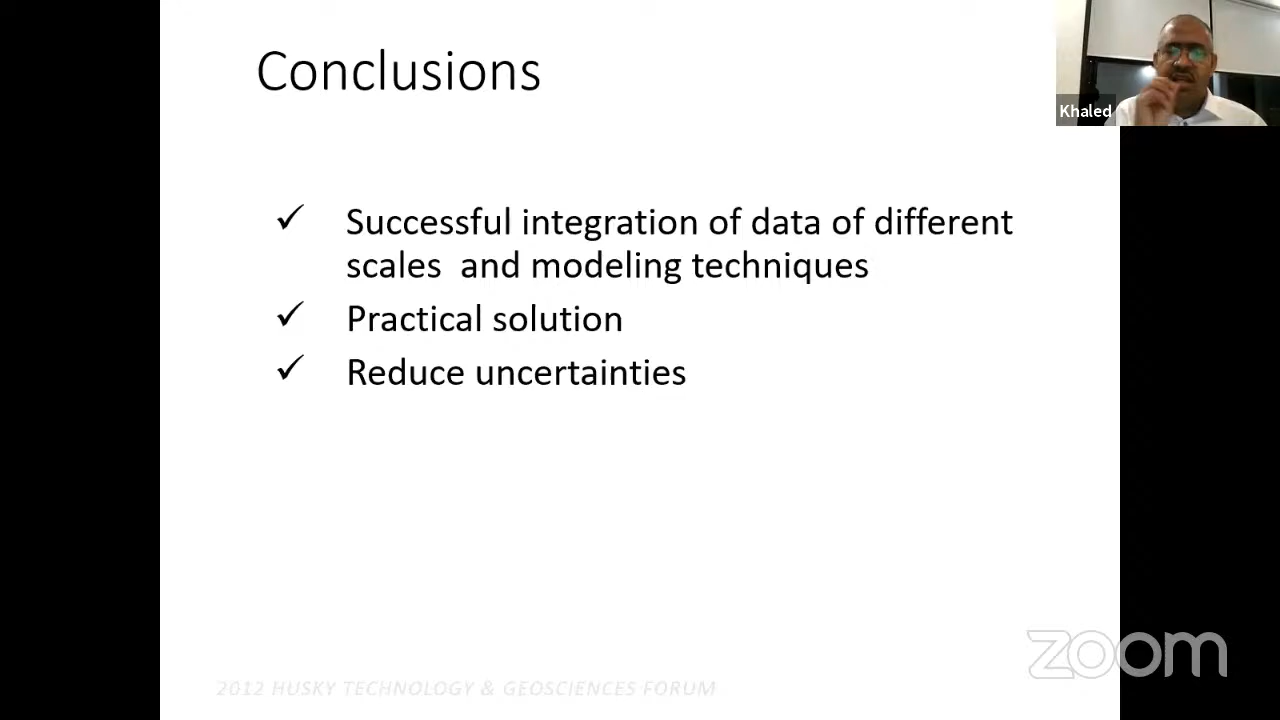 Conclusions
Khaled
✓ Successful integration of data of different
scales and modeling techniques
✓ Practical solution
✓ Reduce uncertainties
zoom
2012 HUSKY TECHNOLOGY & GEOSCIENCES FORUM